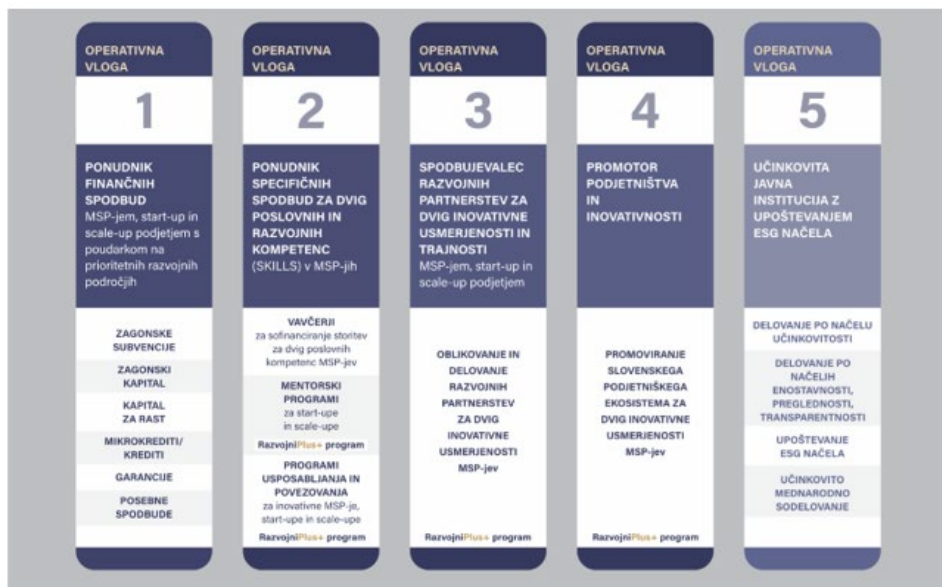 OPERATIVNA
VLOGA
1
PONUDNIK
FINANČNIH
SPODBUD
MSP-jem, start-up in
scale-up podjetjem s
poudarkom na
prioritetnih razvojnih
področjih
ZAGONSKE
SUBVENCIJE
ZAGONSKI
KAPITAL
KAPITAL
ZA RAST
MIKROKREDITI/
KREDITI
GARANCIJE
POSEBNE
SPODBUDE
OPERATIVNA
VLOGA
2
PONUDNIK
SPECIFIČNIH
SPODBUD ZA DVIG
POSLOVNIH IN
RAZVOJNIH
KOMPETENC
(SKILLS) v MSP-jih
VAVČERJI
za sofinanciranje storitev
za dvig poslovnih
kompetenc MSP-jev
MENTORSKI
PROGRAMI
za start-upe
in scale-upe
RazvojniPlus+ program
PROGRAMI
USPOSABLJANJA IN
POVEZOVANJA
za inovativne MSP-je,
start-upe in scale-upe
RazvojniPlus+ program
OPERATIVNA
VLOGA
3
SPODBUJEVALEC
RAZVOJNIH
PARTNERSTEV ZA
DVIG INOVATIVNE
USMERJENOSTI IN
TRAJNOSTI
MSP-jem, start-up in
scale-up podjetjem
OBLIKOVANJE IN
DELOVANJE
RAZVOJNIH
PARTNERSTEV
ZA DVIG
INOVATIVNE
USMERJENOSTI
MSP-jev
RazvojniPlus+ program
OPERATIVNA
VLOGA
4
PROMOTOR
PODJETNIŠTVA
IN
INOVATIVNOSTI
PROMOVIRANJE
SLOVENSKEGA
PODJETNIŠKEGA
EKOSISTEMA ZA
DVIG INOVATIVNE
USMERJENOSTI
MSP-jev
RazvojniPlus+ program
OPERATIVNA
VLOGA
5
UČINKOVITA
JAVNA
INSTITUCIJA Z
UPOŠTEVANJEM
ESG NAČELA
DELOVANJE PO NAČELU
UČINKOVITOSTI
DELOVANJE PO
NAČELIH
ENOSTAVNOSTI,
PREGLEDNOSTI,
TRANSPARENTNOSTI
UPOŠTEVANJE
ESG NAČELA
UČINKOVITO
MEDNARODNO
SODELOVANJE